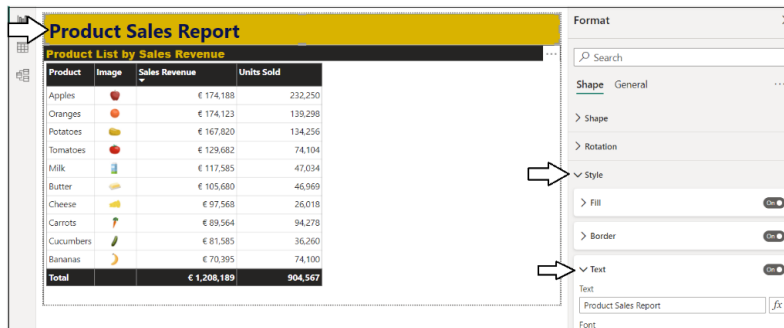 Product Sales Report
Product List by Sales Revenue
Product Image Sales Revenue Units Sold
Apples € 174,188 232,250
Oranges € 174,123 139,298
Potatoes € 167,820 134,256
Tomatoes € 129,682 74,104
Milk € 117,585 47,034
Butter € 105,680 46,969
Cheese € 97,568 26,018
Carrots € 89,564 94,278
Cucumbers € 81,585 36,260
Bananas € 70,395 74,100
Total € 1,208,189 904,567
Format
Search
Shape General
Shape
Rotation
Style
Fill On
Border On
Text On
Text
Product Sales Report fx
Font